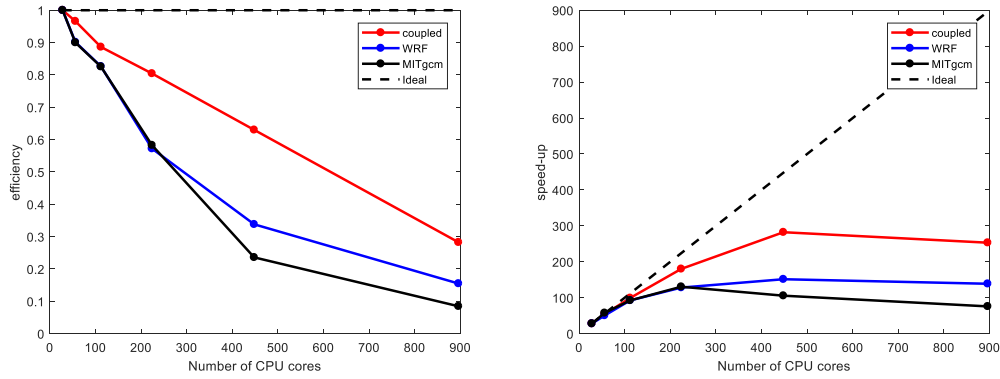 1
0.9
0.8
0.7
0.6
0.5
0.4
0.3
0.2
0.1
0
efficiency
0 100 200 300 400 500 600 700 800 900
Number of CPU cores
coupled
WRF
MITgcm
Ideal
900
800
700
600
500
400
300
200
100
0
speed-up
0 100 200 300 400 500 600 700 800 900
Number of CPU cores
coupled
WRF
MITgcm
Ideal